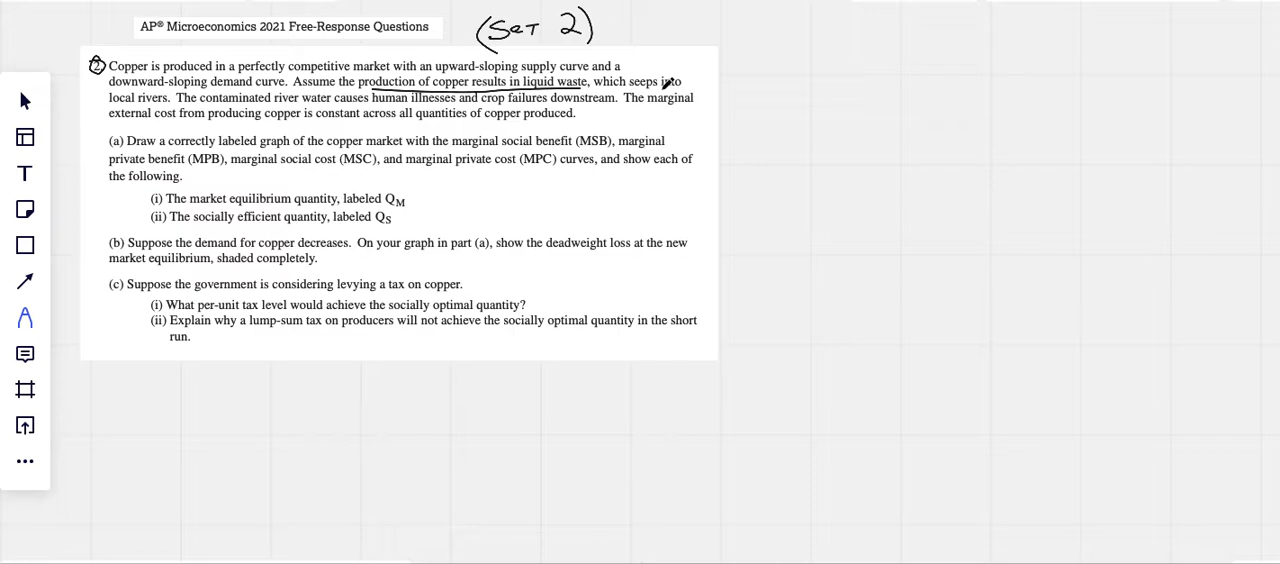 AP® Microeconomics 2021 Free-Response Questions
(SET 2)
2 Copper is produced in a perfectly competitive market with an upward-sloping supply curve and a
downward-sloping demand curve. Assume the production of copper results in liquid waste, which seeps into
local rivers. The contaminated river water causes human illnesses and crop failures downstream. The marginal
external cost from producing copper is constant across all quantities of copper produced.
(a) Draw a correctly labeled graph of the copper market with the marginal social benefit (MSB), marginal
private benefit (MPB), marginal social cost (MSC), and marginal private cost (MPC) curves, and show each of
the following.
(i) The market equilibrium quantity, labeled QM
(ii) The socially efficient quantity, labeled QS
(b) Suppose the demand for copper decreases. On your graph in part (a), show the deadweight loss at the new
market equilibrium, shaded completely.
(c) Suppose the government is considering levying a tax on copper.
(i) What per-unit tax level would achieve the socially optimal quantity?
(ii) Explain why a lump-sum tax on producers will not achieve the socially optimal quantity in the short
run.
T